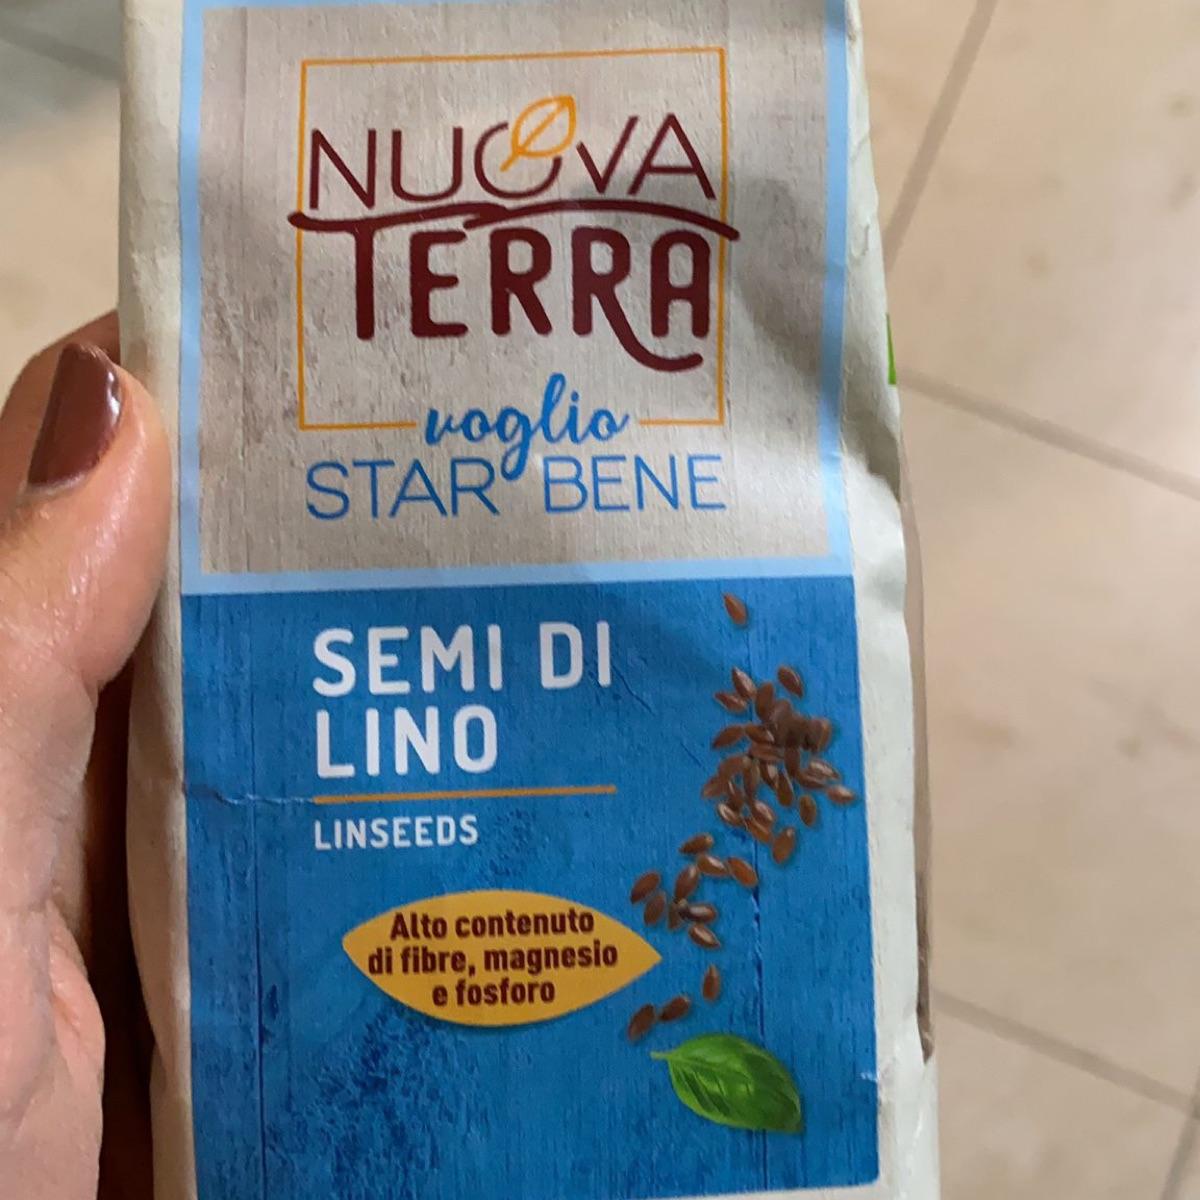 NUOVA
TERRA
voglio
STAR BENE
SEMI DI
LINO
LINSEEDS
Alto contenuto
di fibre, magnesio
e fosforo